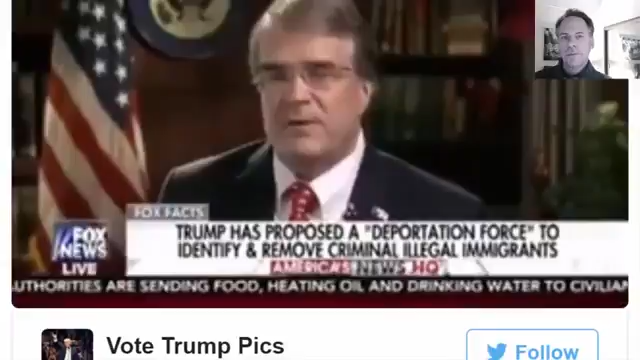 FOX FACTS
TRUMP HAS PROPOSED A "DEPORTATION FORCE" TO
IDENTIFY & REMOVE CRIMINAL ILLEGAL IMMIGRANTS
FOX
NEWS
LIVE
AMERICA'S NEWS HQ
AUTHORITIES ARE SENDING FOOD, HEATING OIL AND DRINKING WATER TO CIVILIAN
Vote Trump Pics
Follow